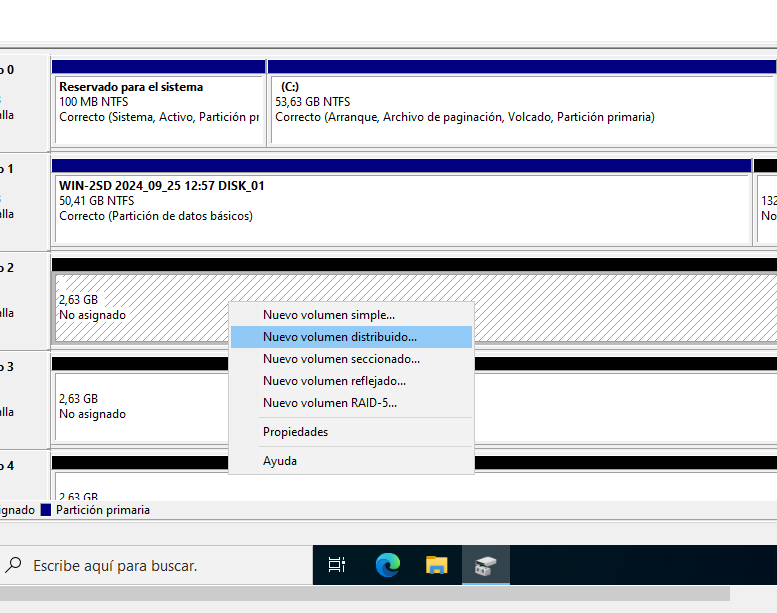 o 0
lla
Reservado para el sistema
100 MB NTFS
Correcto (Sistema, Activo, Partición pr
(C:)
53,63 GB NTFS
Correcto (Arranque, Archivo de paginación, Volcado, Partición primaria)
o 1
lla
WIN-2SD 2024_09_25 12:57 DISK_01
50,41 GB NTFS
Correcto (Partición de datos básicos)
132
No
o 2
lla
2,63 GB
No asignado
Nuevo volumen simple...
Nuevo volumen distribuido...
Nuevo volumen seccionado...
Nuevo volumen reflejado...
Nuevo volumen RAID-5...
Propiedades
Ayuda
o 3
lla
2,63 GB
No asignado
o 4
2,63 GB
ignado
Partición primaria
Escribe aquí para buscar.